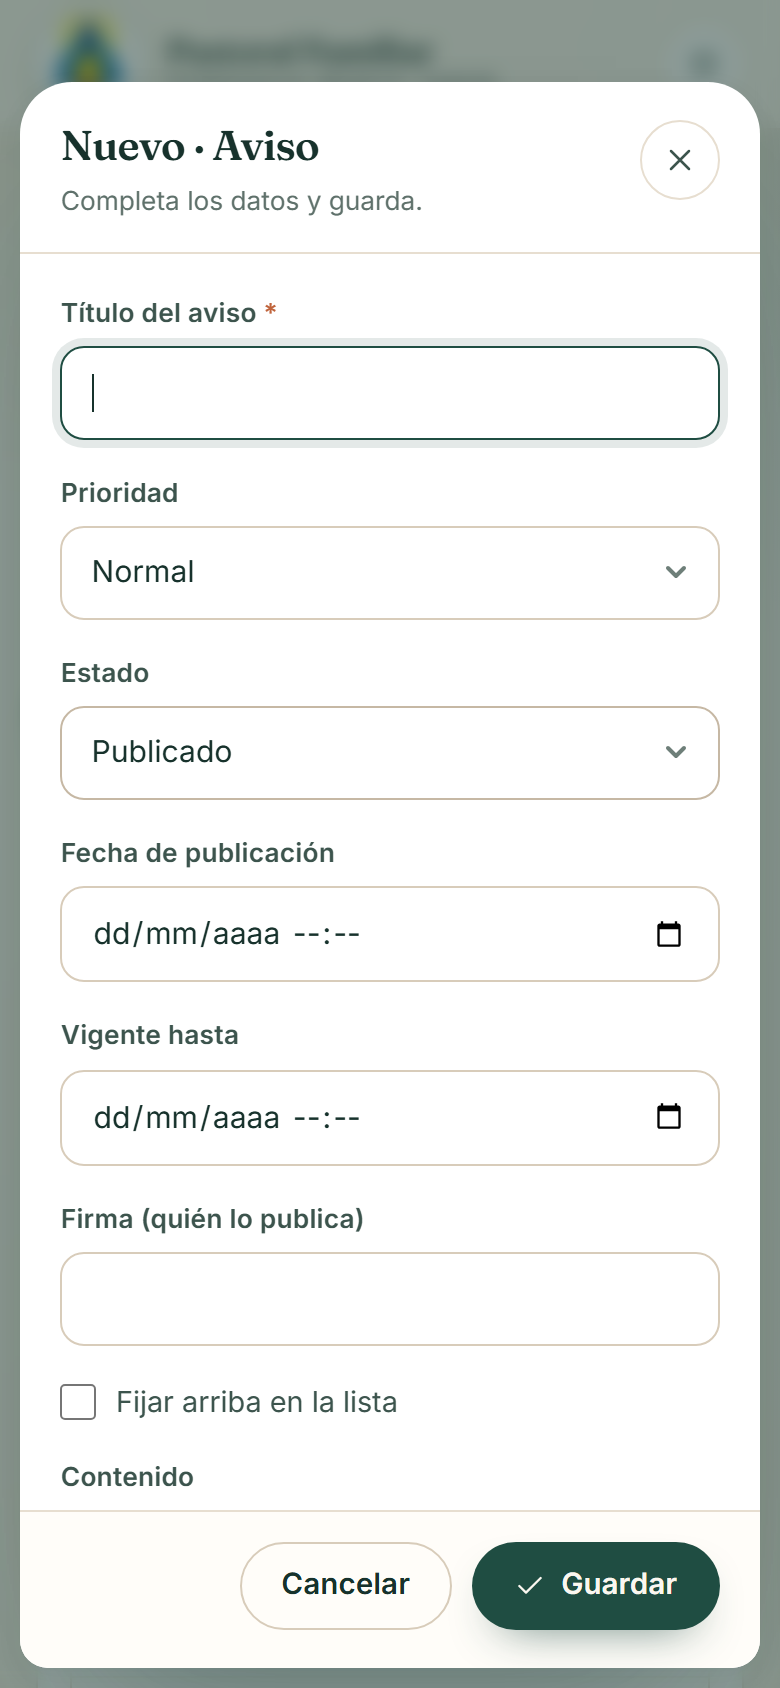 Nuevo · Aviso
Completa los datos y guarda.
Título del aviso *
Prioridad
Normal
Estado
Publicado
Fecha de publicación
dd/mm/aaaa --:--
Vigente hasta
dd/mm/aaaa --:--
Firma (quién lo publica)
Fijar arriba en la lista
Contenido
Cancelar
Guardar